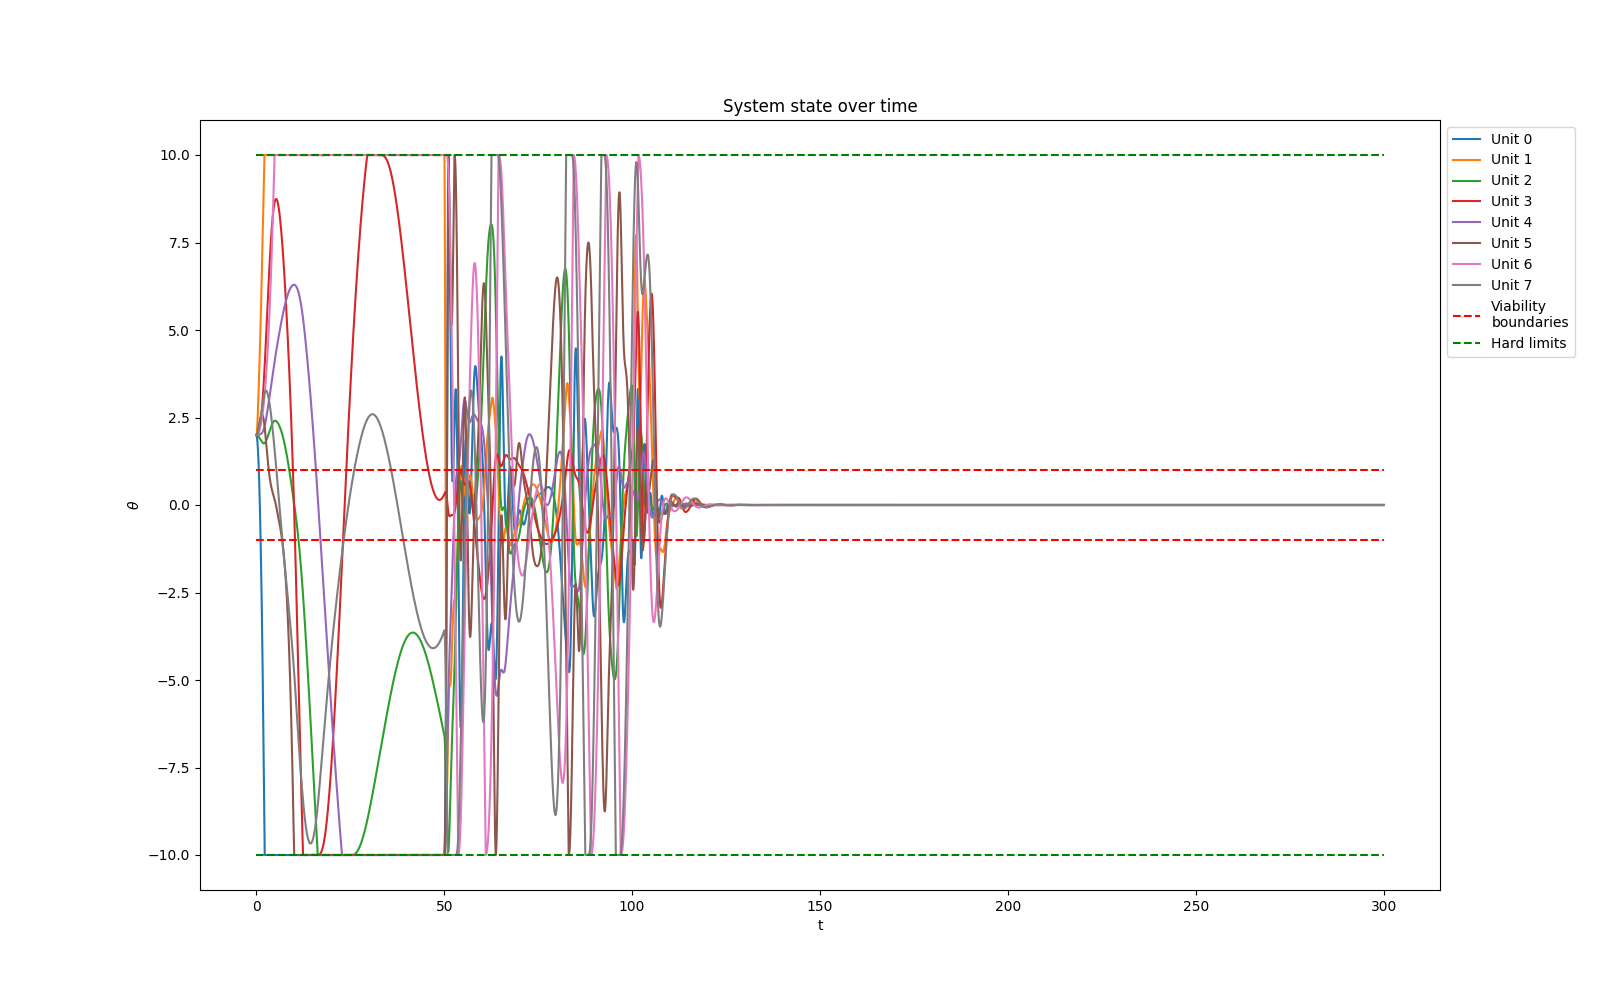 System state over time
10.0
7.5
5.0
2.5
0.0
−2.5
−5.0
−7.5
−10.0
θ
0
50
100
150
200
250
300
t
Unit 0
Unit 1
Unit 2
Unit 3
Unit 4
Unit 5
Unit 6
Unit 7
Viability
boundaries
Hard limits